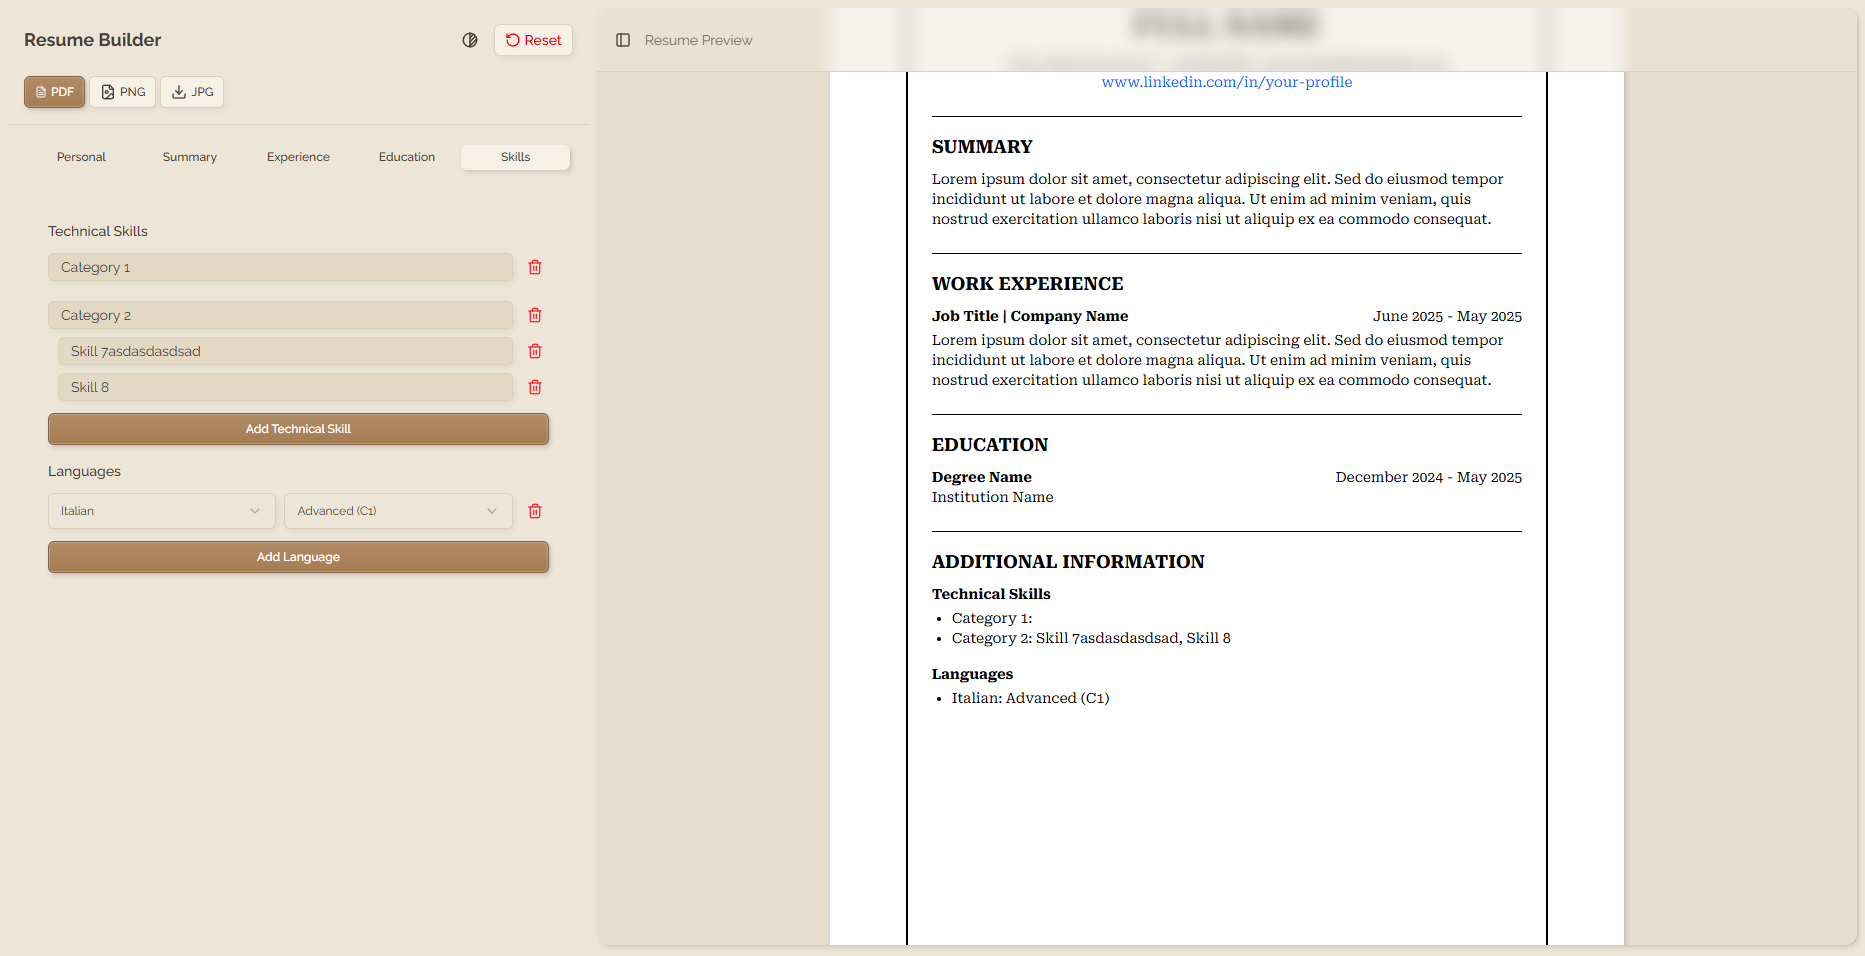 Resume Builder
Reset
PDF
PNG
JPG
Personal
Summary
Experience
Education
Skills
Technical Skills
Category 1
Category 2
Skill 7asdasdasdsad
Skill 8
Add Technical Skill
Languages
Italian
Advanced (C1)
Add Language
Resume Preview
FULL NAME
www.linkedin.com/in/your-profile
SUMMARY
Lorem ipsum dolor sit amet, consectetur adipiscing elit. Sed do eiusmod tempor
incididunt ut labore et dolore magna aliqua. Ut enim ad minim veniam, quis
nostrud exercitation ullamco laboris nisi ut aliquip ex ea commodo consequat.
WORK EXPERIENCE
Job Title | Company Name June 2025 - May 2025
Lorem ipsum dolor sit amet, consectetur adipiscing elit. Sed do eiusmod tempor
incididunt ut labore et dolore magna aliqua. Ut enim ad minim veniam, quis
nostrud exercitation ullamco laboris nisi ut aliquip ex ea commodo consequat.
EDUCATION
Degree Name December 2024 - May 2025
Institution Name
ADDITIONAL INFORMATION
Technical Skills
• Category 1:
• Category 2: Skill 7asdasdasdsad, Skill 8
Languages
• Italian: Advanced (C1)